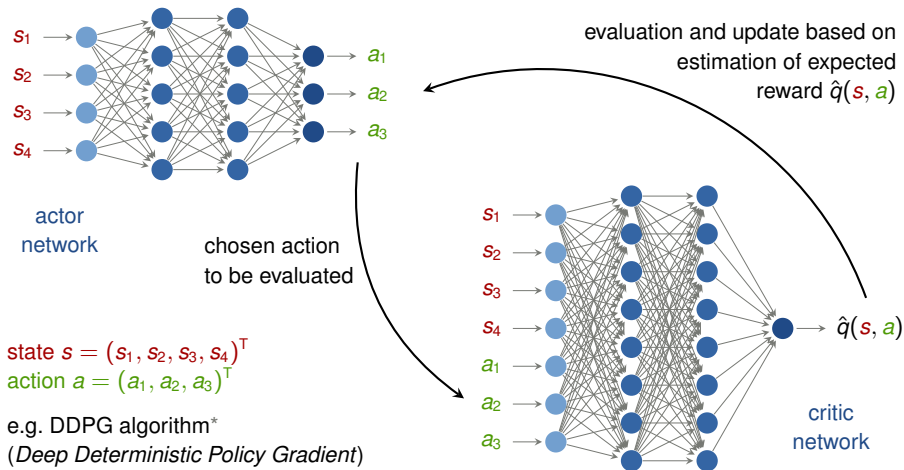 s₁
s₂
s₃
s₄
a₁
a₂
a₃
actor
network
evaluation and update based on
estimation of expected
reward q̂(s, a)
chosen action
to be evaluated
s₁
s₂
s₃
s₄
a₁
a₂
a₃
q̂(s, a)
critic
network
state s = (s₁, s₂, s₃, s₄)ᵀ
action a = (a₁, a₂, a₃)ᵀ
e.g. DDPG algorithm*
(Deep Deterministic Policy Gradient)